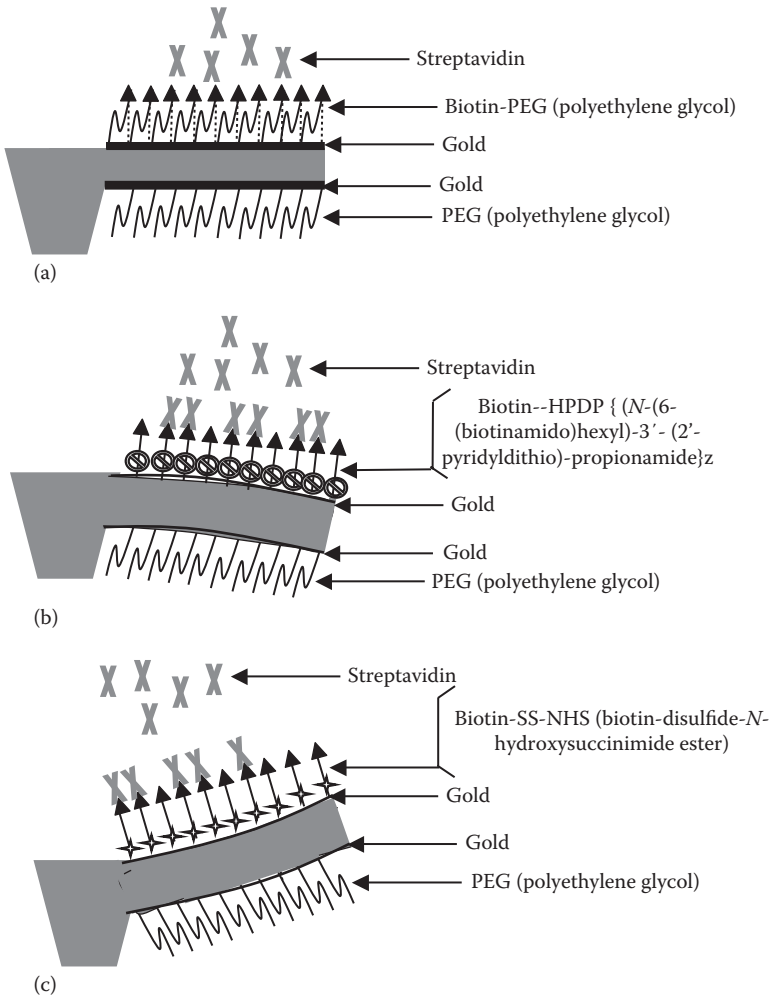 Streptavidin
Biotin-PEG (polyethylene glycol)
Gold
Gold
PEG (polyethylene glycol)
(a)
Streptavidin
Biotin--HPDP { (N-(6-
(biotinamido)hexyl)-3′- (2’-
pyridyldithio)-propionamide}z
Gold
Gold
PEG (polyethylene glycol)
(b)
Streptavidin
Biotin-SS-NHS (biotin-disulfide-N-
hydroxysuccinimide ester)
Gold
Gold
PEG (polyethylene glycol)
(c)